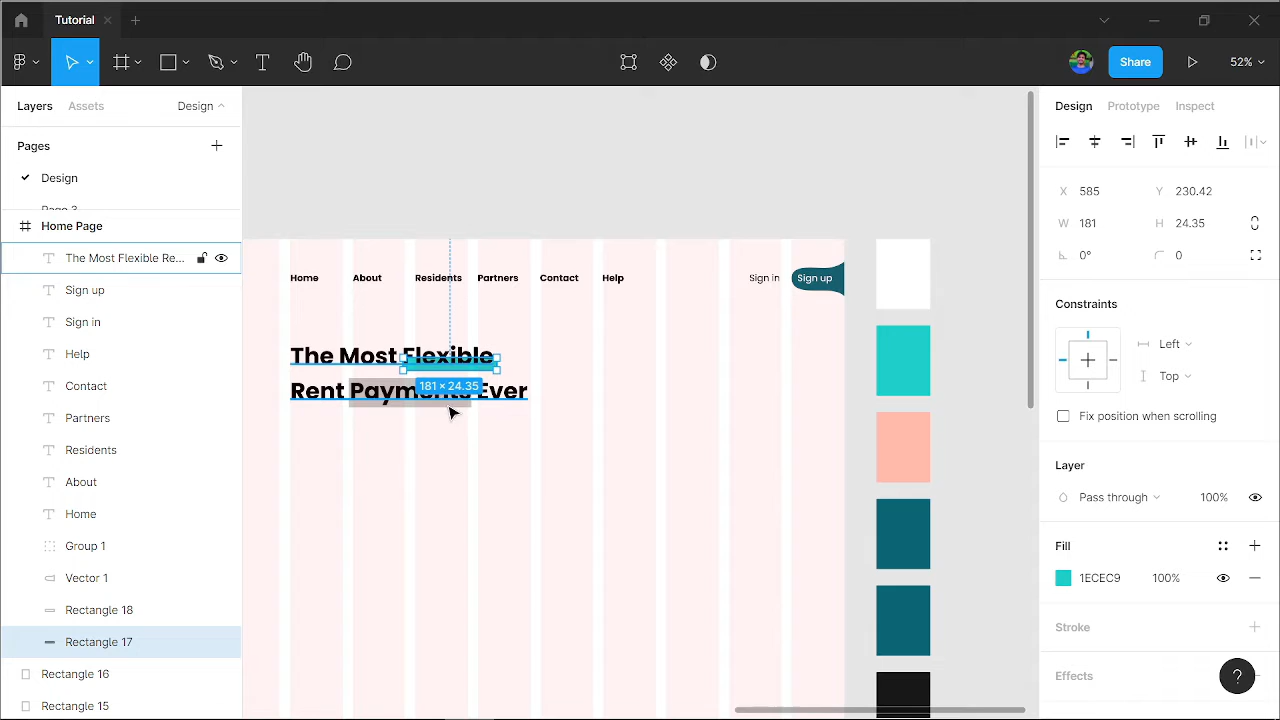 Tutorial
Share
52%
Layers
Assets
Design
Pages
Design
Home Page
The Most Flexible Re...
Sign in
Help
Contact
Partners
Residents
About
Home
Group 1
Vector 1
Rectangle 18
Rectangle 17
Rectangle 16
Rectangle 15
Home
About
Residents
Partners
Contact
Help
Sign in
Sign up
The Most Flexible
Rent Payments Ever
181 × 24.35
Design
Prototype
Inspect
X 585
Y 230.42
W 181
H 24.35
0°
0
Constraints
Left
Top
Fix position when scrolling
Layer
Pass through
100%
Fill
1ECEC9
100%
Stroke
Effects
?